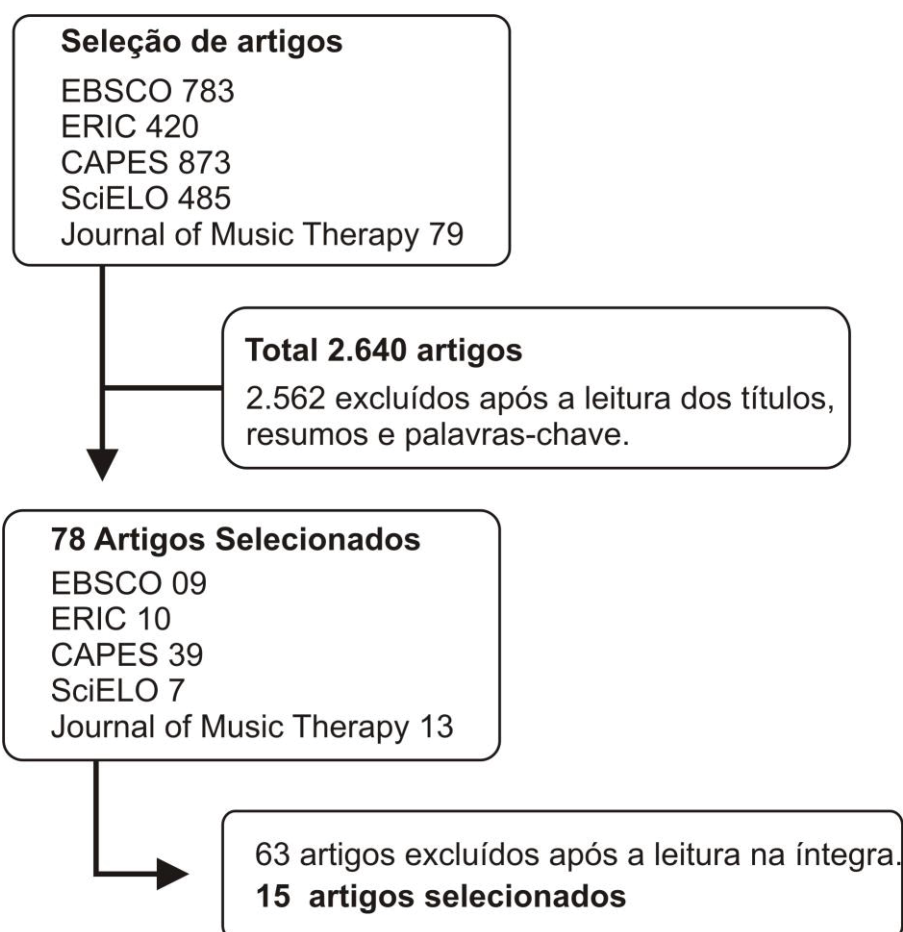 Seleção de artigos
EBSCO 783
ERIC 420
CAPES 873
SciELO 485
Journal of Music Therapy 79
Total 2.640 artigos
2.562 excluídos após a leitura dos títulos,
resumos e palavras-chave.
78 Artigos Selecionados
EBSCO 09
ERIC 10
CAPES 39
SciELO 7
Journal of Music Therapy 13
63 artigos excluídos após a leitura na íntegra.
15 artigos selecionados